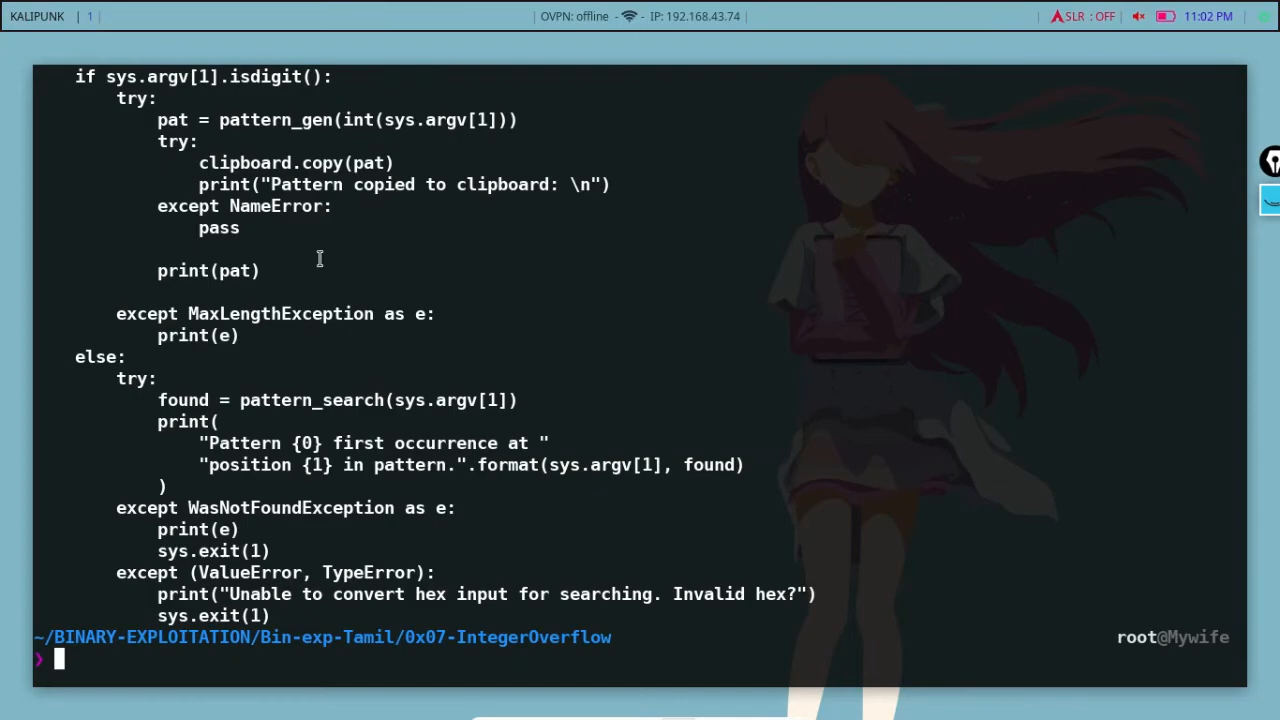 KALIPUNK | 1 | | OVPN: offline - - IP: 192.168.43.74 | | SLR : OFF | 11:02 PM |
    if sys.argv[1].isdigit():
        try:
            pat = pattern_gen(int(sys.argv[1]))
            try:
                clipboard.copy(pat)
                print("Pattern copied to clipboard: \n")
            except NameError:
                pass
            print(pat)
        except MaxLengthException as e:
            print(e)
    else:
        try:
            found = pattern_search(sys.argv[1])
            print(
                "Pattern {0} first occurrence at "
                "position {1} in pattern.".format(sys.argv[1], found)
            )
        except WasNotFoundException as e:
            print(e)
            sys.exit(1)
        except (ValueError, TypeError):
            print("Unable to convert hex input for searching. Invalid hex?")
            sys.exit(1)
~/BINARY-EXPLOITATION/Bin-exp-Tamil/0x07-IntegerOverflow root@Mywife
❯